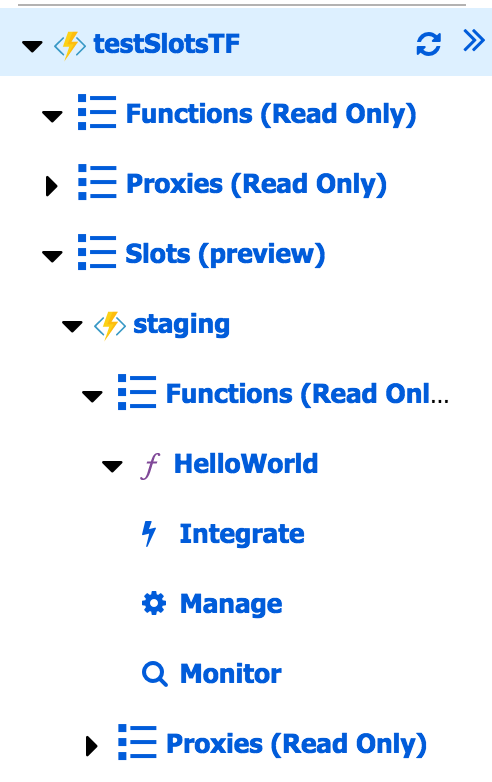 testSlotsTF
Functions (Read Only)
Proxies (Read Only)
Slots (preview)
staging
Functions (Read Onl...
HelloWorld
Integrate
Manage
Monitor
Proxies (Read Only)